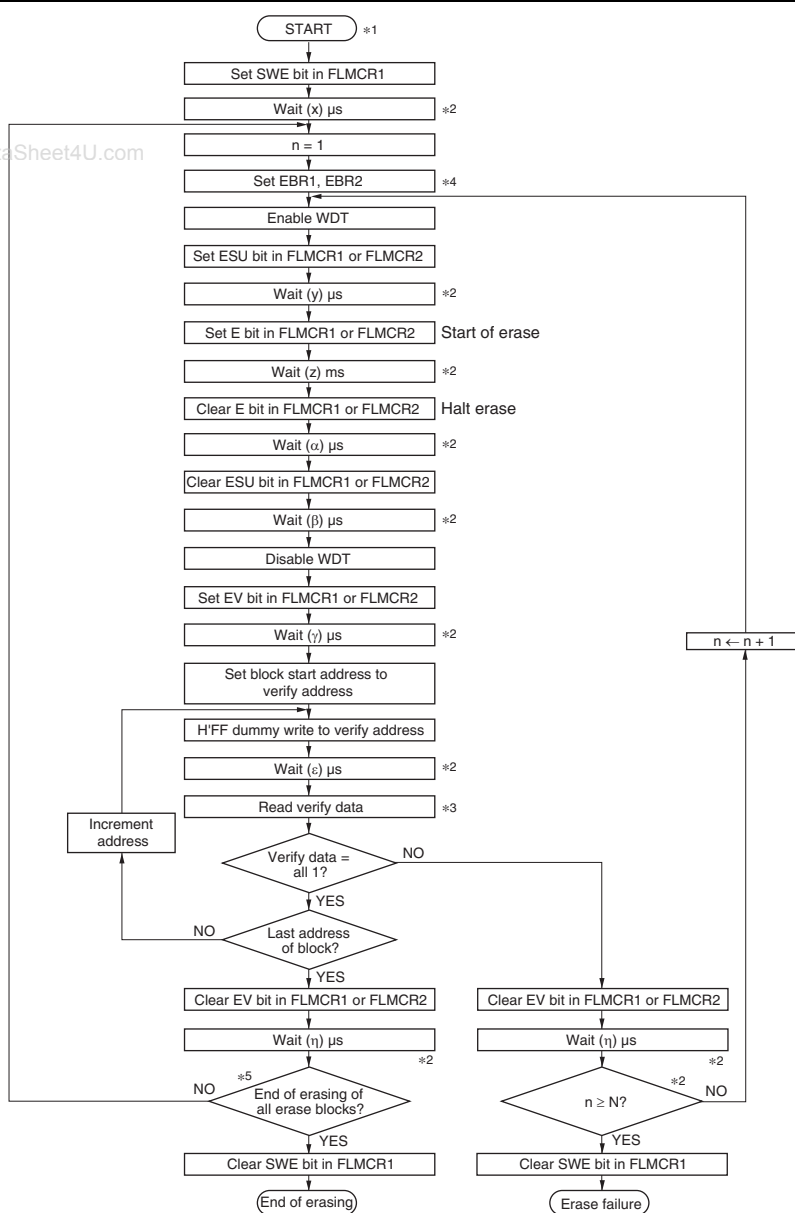 START *1
Set SWE bit in FLMCR1
Wait (x) μs *2
taSheet4U.com
n = 1
Set EBR1, EBR2 *4
Enable WDT
Set ESU bit in FLMCR1 or FLMCR2
Wait (y) μs *2
Set E bit in FLMCR1 or FLMCR2 Start of erase
Wait (z) ms *2
Clear E bit in FLMCR1 or FLMCR2 Halt erase
Wait (α) μs *2
Clear ESU bit in FLMCR1 or FLMCR2
Wait (β) μs *2
Disable WDT
Set EV bit in FLMCR1 or FLMCR2
Wait (γ) μs *2
n ← n + 1
Set block start address to
verify address
H'FF dummy write to verify address
Wait (ε) μs *2
Read verify data *3
Increment
address
Verify data =
all 1?
NO
YES
NO
Last address
of block?
YES
Clear EV bit in FLMCR1 or FLMCR2
Wait (η) μs
*2
NO
*5
End of erasing of
all erase blocks?
YES
Clear SWE bit in FLMCR1
End of erasing
Clear EV bit in FLMCR1 or FLMCR2
Wait (η) μs
*2
*2
n ≥ N?
NO
YES
Clear SWE bit in FLMCR1
Erase failure